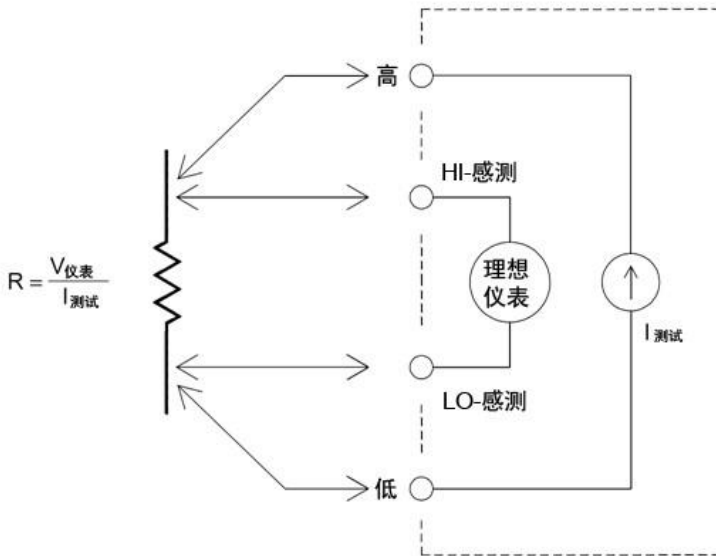 高
HI-感测
R = V仪表 / I测试
理想
仪表
I 测试
LO-感测
低